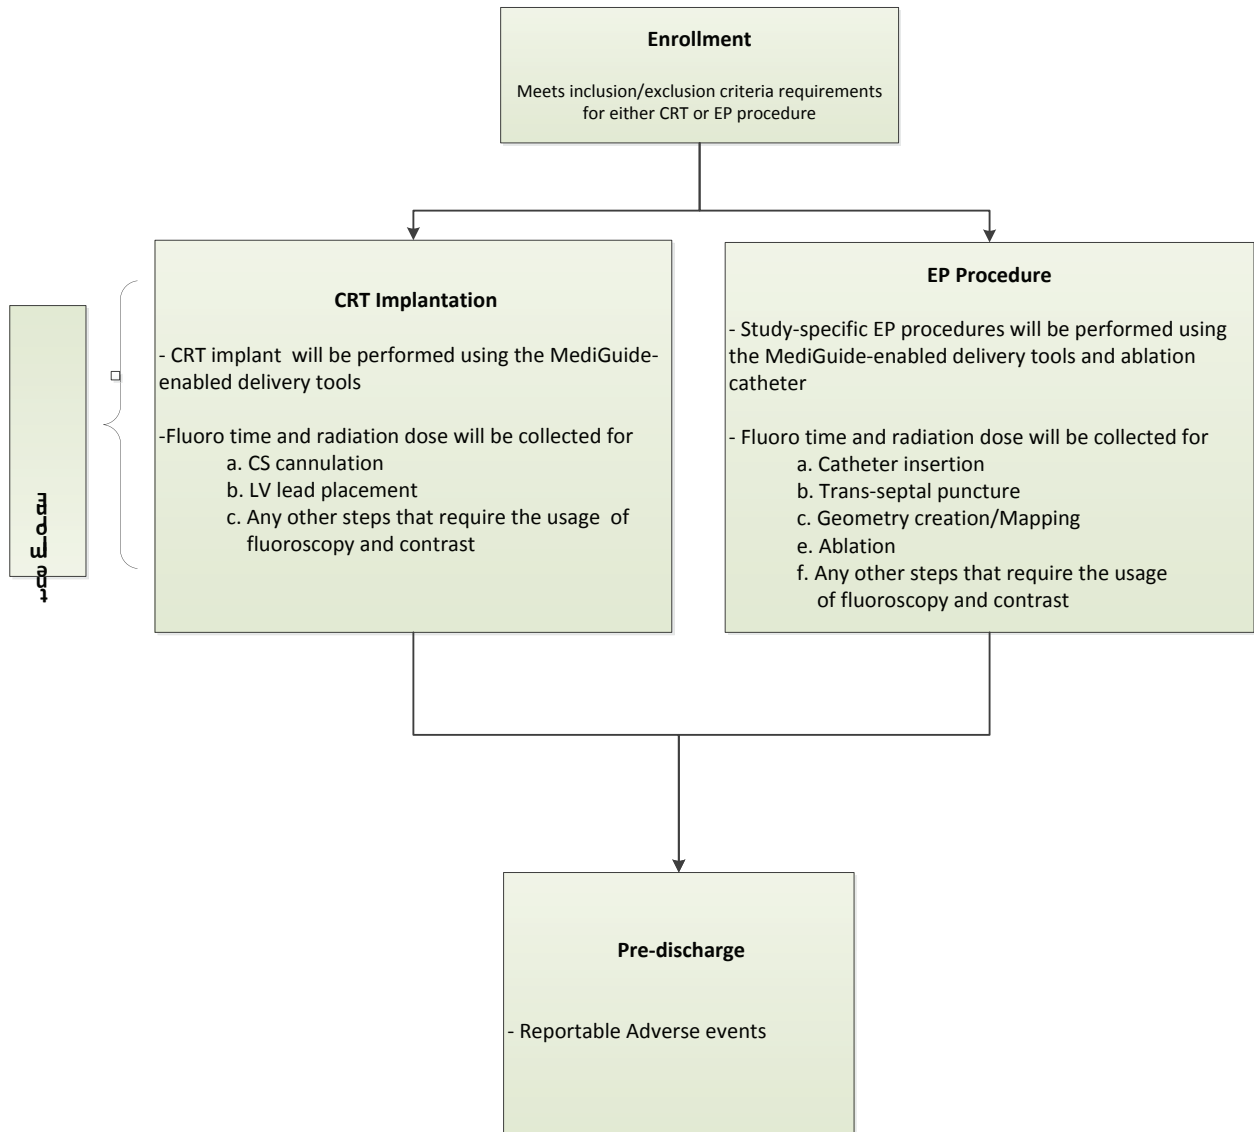 Enrollment
Meets inclusion/exclusion criteria requirements
for either CRT or EP procedure
CRT Implantation
- CRT implant will be performed using the MediGuide-
enabled delivery tools
-Fluoro time and radiation dose will be collected for
a. CS cannulation
b. LV lead placement
c. Any other steps that require the usage of
fluoroscopy and contrast
EP Procedure
- Study-specific EP procedures will be performed using
the MediGuide-enabled delivery tools and ablation
catheter
- Fluoro time and radiation dose will be collected for
a. Catheter insertion
b. Trans-septal puncture
c. Geometry creation/Mapping
e. Ablation
f. Any other steps that require the usage
of fluoroscopy and contrast
Pre-discharge
- Reportable Adverse events